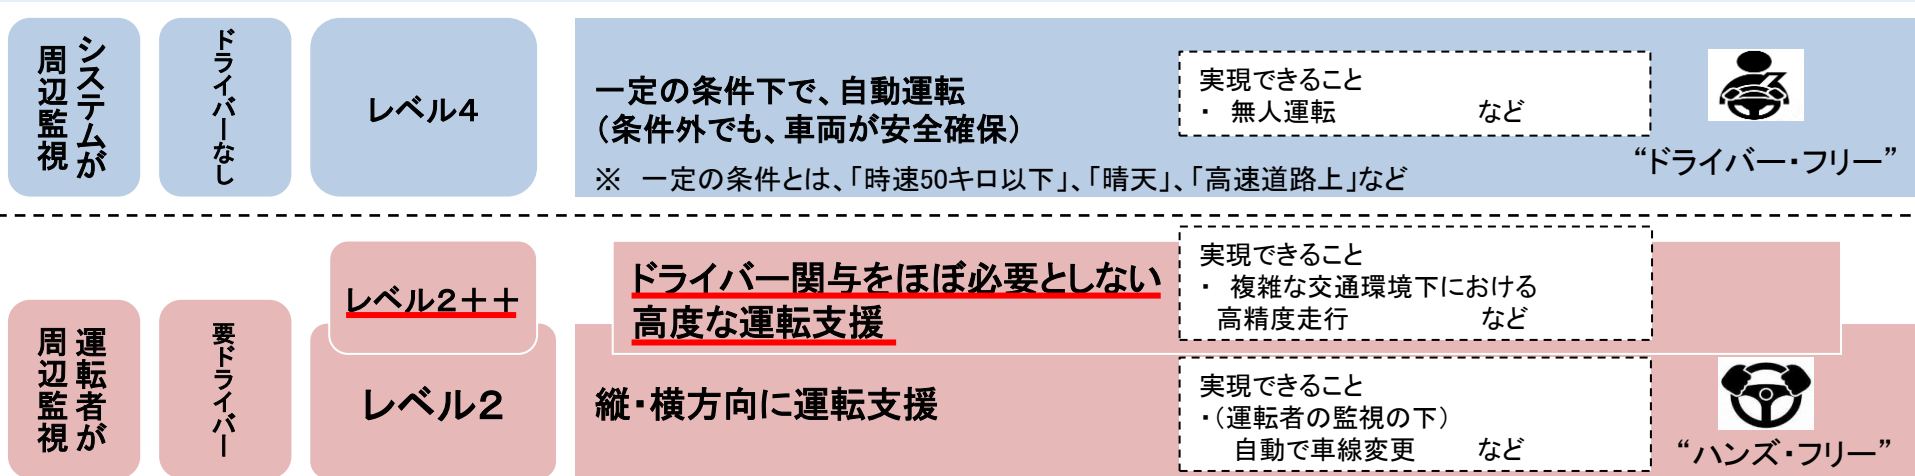 システムが
周辺監視
ドライバーなし
レベル4
一定の条件下で、自動運転
(条件外でも、車両が安全確保)
※ 一定の条件とは、「時速50キロ以下」、「晴天」、「高速道路上」など
実現できること
・ 無人運転 など
“ドライバー・フリー”
運転者が
周辺監視
要ドライバー
レベル2++
ドライバー関与をほぼ必要としない
高度な運転支援
実現できること
・ 複雑な交通環境下における
高精度走行 など
レベル2
縦・横方向に運転支援
実現できること
・(運転者の監視の下)
自動で車線変更 など
“ハンズ・フリー”